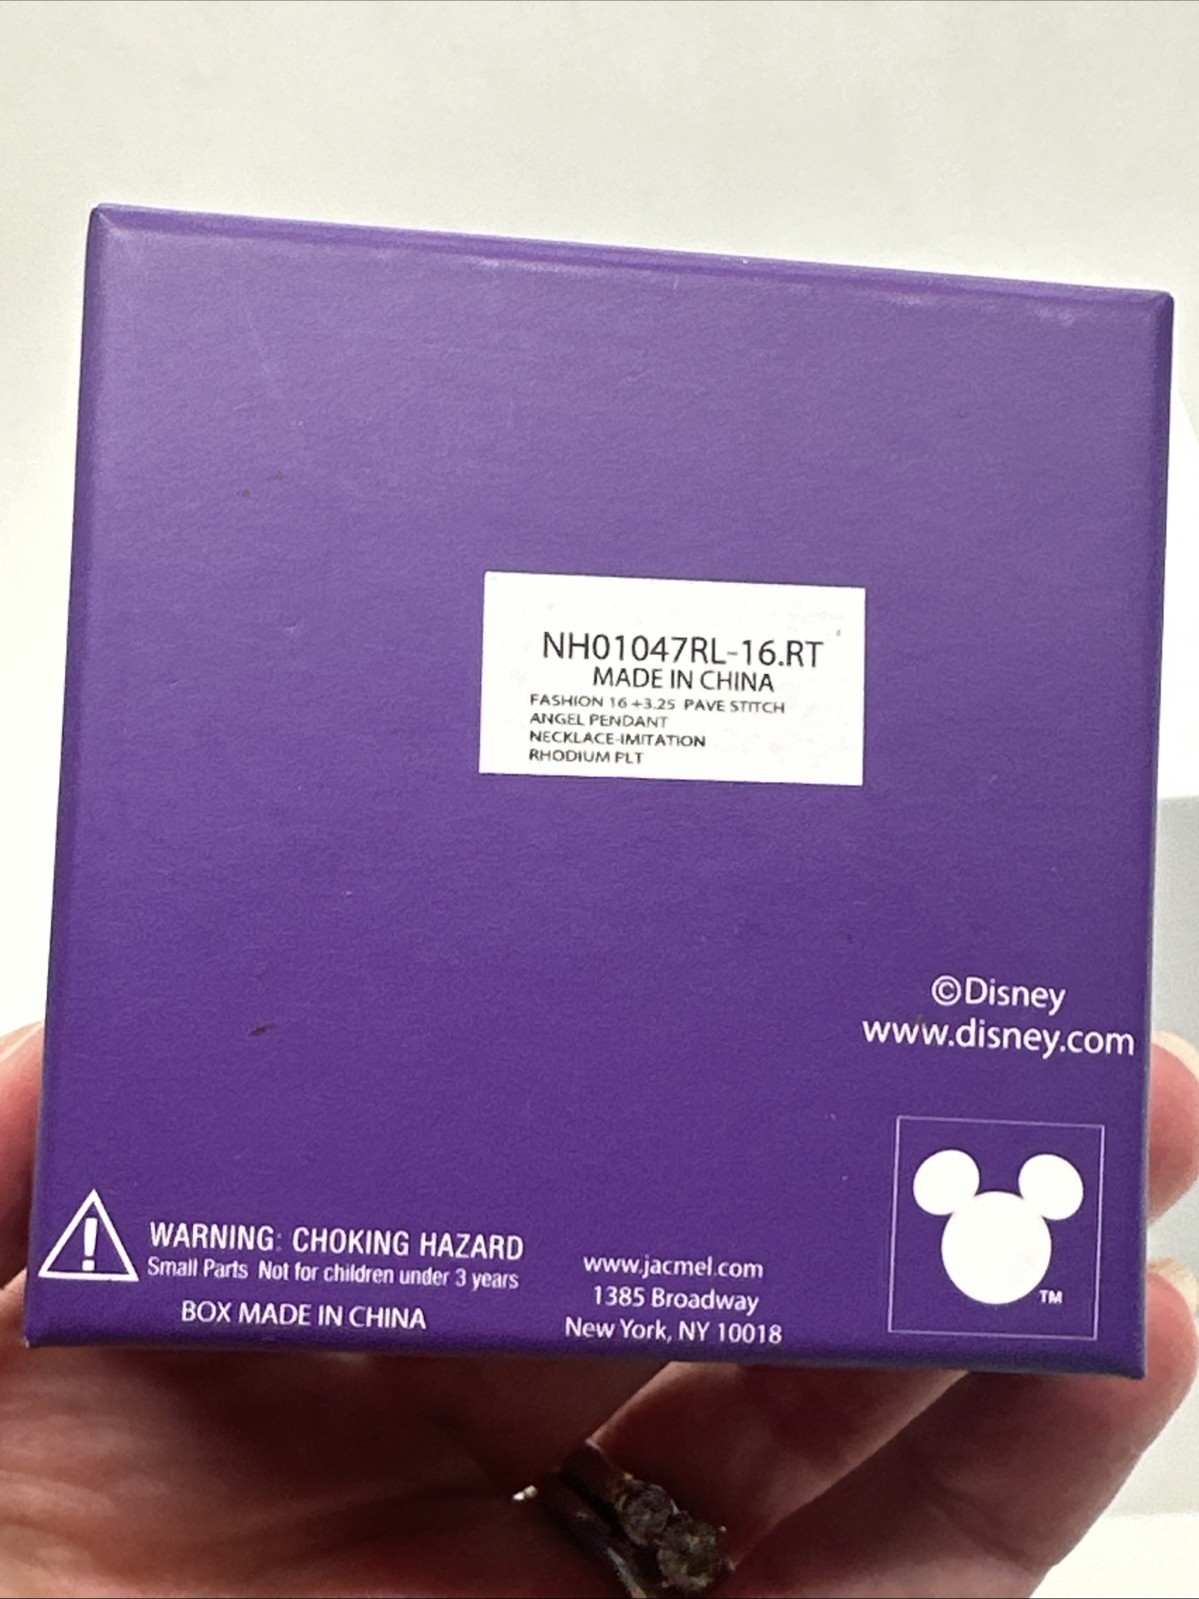 NH01047RL-16.RT
MADE IN CHINA
FASHION 16 +3.25 PAVE STITCH
ANGEL PENDANT
NECKLACE-IMITATION
RHODIUM PLT
©Disney
www.disney.com
WARNING: CHOKING HAZARD
Small Parts Not for children under 3 years
BOX MADE IN CHINA
www.jacmel.com
1385 Broadway
New York, NY 10018
TM